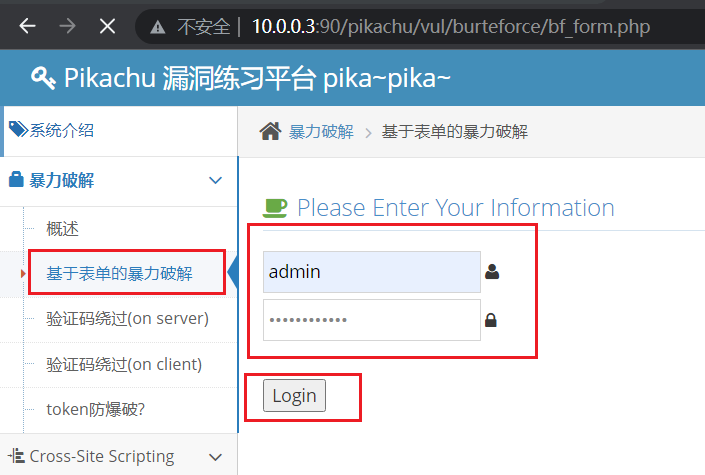 不安全 | 10.0.0.3:90/pikachu/vul/burteforce/bf_form.php
Pikachu 漏洞练习平台 pika~pika~
系统介绍
暴力破解 > 基于表单的暴力破解
暴力破解
概述
基于表单的暴力破解
验证码绕过(on server)
验证码绕过(on client)
token防爆破?
Cross-Site Scripting
Please Enter Your Information
admin
••••••••••••
Login